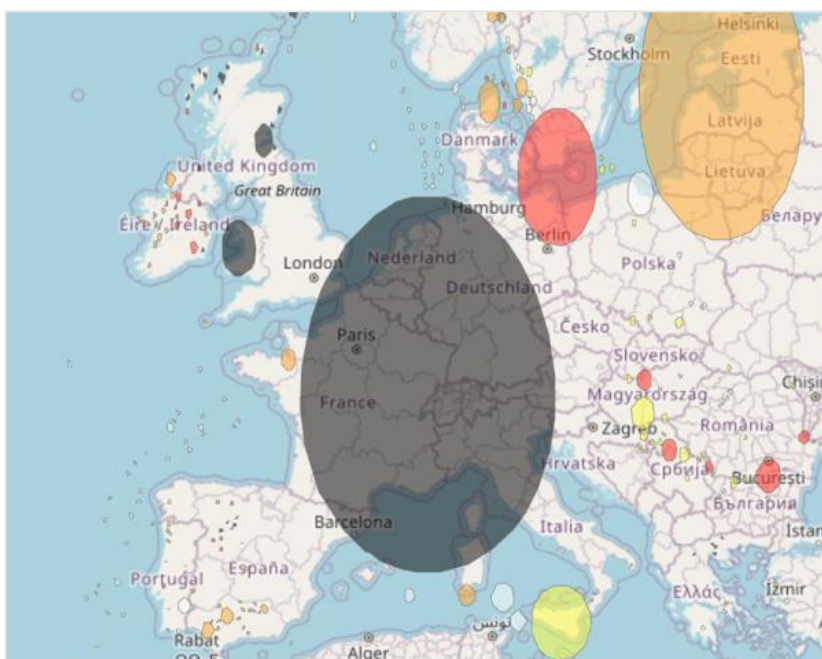 Helsinki
Stockholm
Eesti
Latvija
Danmark
United Kingdom
Lietuva
Great Britain
Hamburg
Беларусь
Éire / Ireland
Berlin
London
Nederland
Polska
Deutschland
Paris
Česko
Slovensko
France
Magyarország
Chiși
Zagreb
România
Hrvatska
Србија
București
Barcelona
България
Italia
İstan
Portugal
España
Ελλάς
İzmir
تونس
Rabat
Alger